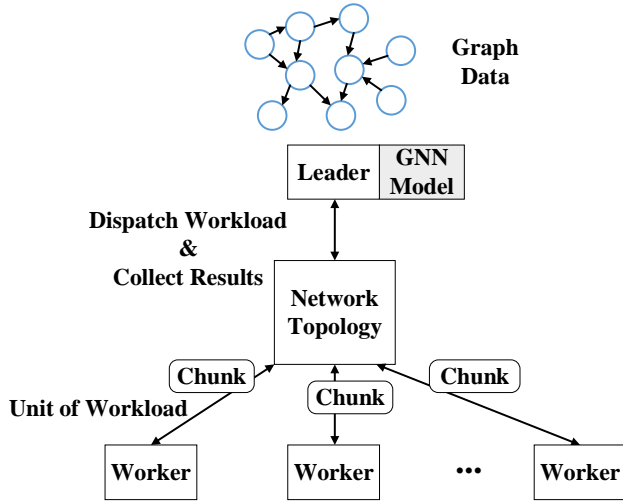 Graph
Data
Leader
GNN
Model
Dispatch Workload
&
Collect Results
Network
Topology
Chunk
Chunk
Chunk
Unit of Workload
Worker
Worker
•••
Worker